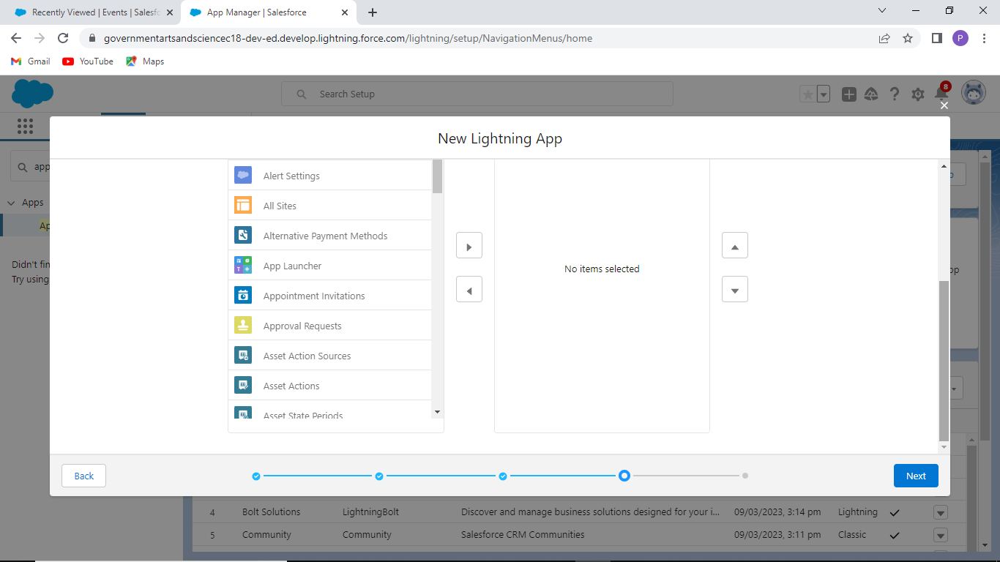 Recently Viewed | Events | Salesfc
App Manager | Salesforce
governmentartsandsciencec18-dev-ed.develop.lightning.force.com/lightning/setup/NavigationMenus/home
P
Gmail
YouTube
Maps
Search Setup
8
New Lightning App
app
Apps
Ap
Didn't fin
Try using
Alert Settings
All Sites
Alternative Payment Methods
App Launcher
Appointment Invitations
Approval Requests
Asset Action Sources
Asset Actions
Asset State Periods
No items selected
op
Back
Next
4 Bolt Solutions LightningBolt Discover and manage business solutions designed for your i... 09/03/2023, 3:14 pm Lightning
5 Community Community Salesforce CRM Communities 09/03/2023, 3:11 pm Classic